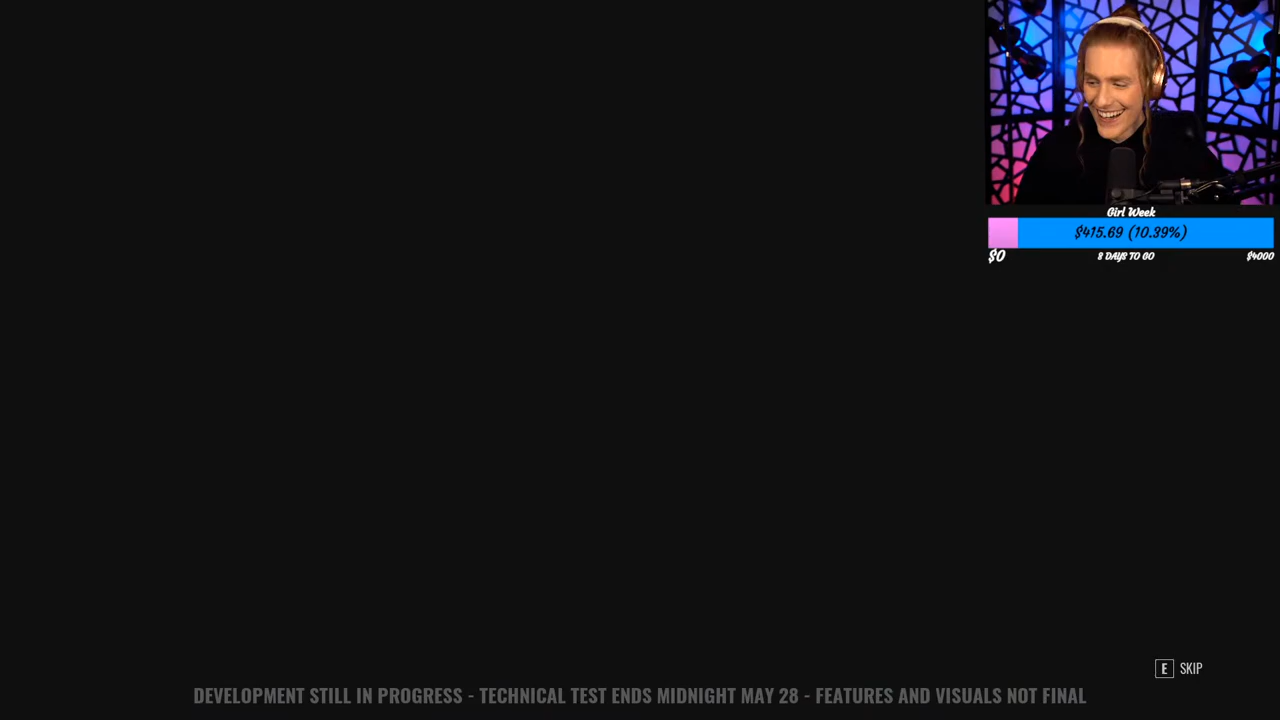 Girl Week
$415.69 (10.39%)
$0 8 DAYS TO GO $4000
E SKIP
DEVELOPMENT STILL IN PROGRESS - TECHNICAL TEST ENDS MIDNIGHT MAY 28 - FEATURES AND VISUALS NOT FINAL